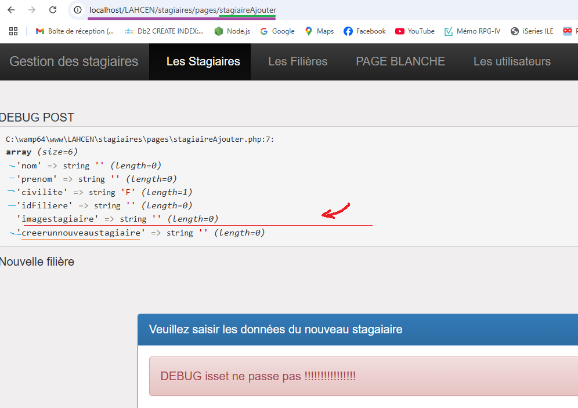 localhost/LAHCEN/stagiaires/pages/stagiaireAjouter
Boîte de réception (... Db2 CREATE INDEX:... Node.js Google Maps Facebook YouTube Mémo RPG-IV iSeries ILE
Gestion des stagiaires Les Stagiaires Les Filières PAGE BLANCHE Les utilisateurs
DEBUG POST
C:\wamp64\www\LAHCEN\stagiaires\pages\stagiaireAjouter.php:7:
array (size=6)
'nom' => string '' (length=0)
'prenom' => string '' (length=0)
'civilite' => string 'F' (length=1)
'idFiliere' => string '' (length=0)
'imagestagiaire' => string '' (length=0)
'creerunnouveaustagiaire' => string '' (length=0)
Nouvelle filière
Veuillez saisir les données du nouveau stagaiaire
DEBUG isset ne passe pas !!!!!!!!!!!!!!!!